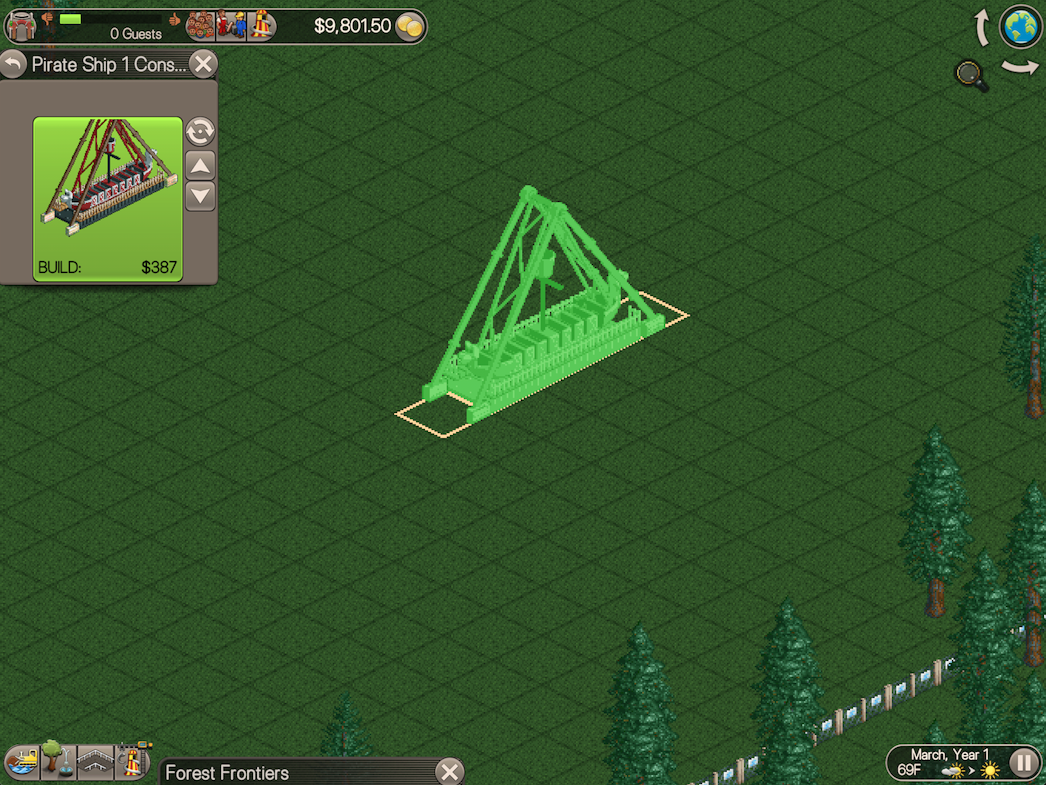 0 Guests
$9,801.50
Pirate Ship 1 Cons...
BUILD: $387
Forest Frontiers
March, Year 1
69F